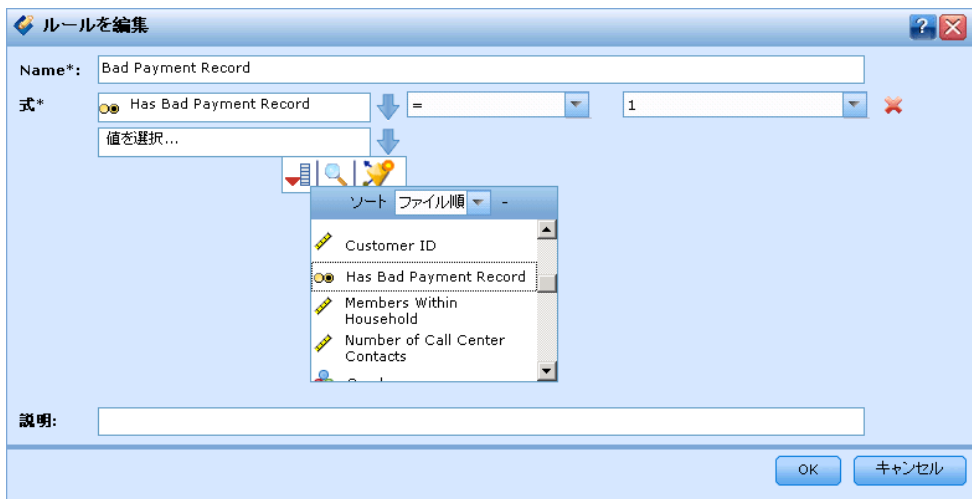 ルールを編集
?
Name*: Bad Payment Record
式* Has Bad Payment Record = 1
値を選択...
ソート ファイル順 -
Customer ID
Has Bad Payment Record
Members Within
Household
Number of Call Center
Contacts
説明:
OK キャンセル